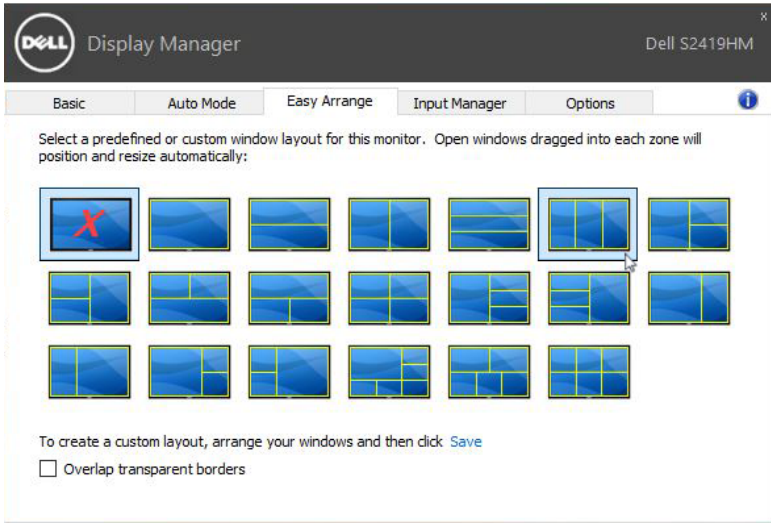 x
DELL Display Manager Dell S2419HM
Basic Auto Mode Easy Arrange Input Manager Options i
Select a predefined or custom window layout for this monitor. Open windows dragged into each zone will
position and resize automatically:
X
To create a custom layout, arrange your windows and then click Save
Overlap transparent borders